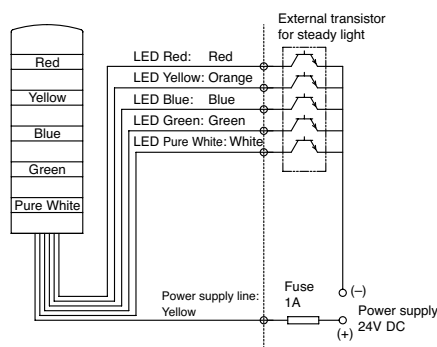 External transistor
for steady light
Red
Yellow
Blue
Green
Pure White
LED Red: Red
LED Yellow: Orange
LED Blue: Blue
LED Green: Green
LED Pure White: White
Power supply line:
Yellow
Fuse
1A
(–)
Power supply
24V DC
(+)